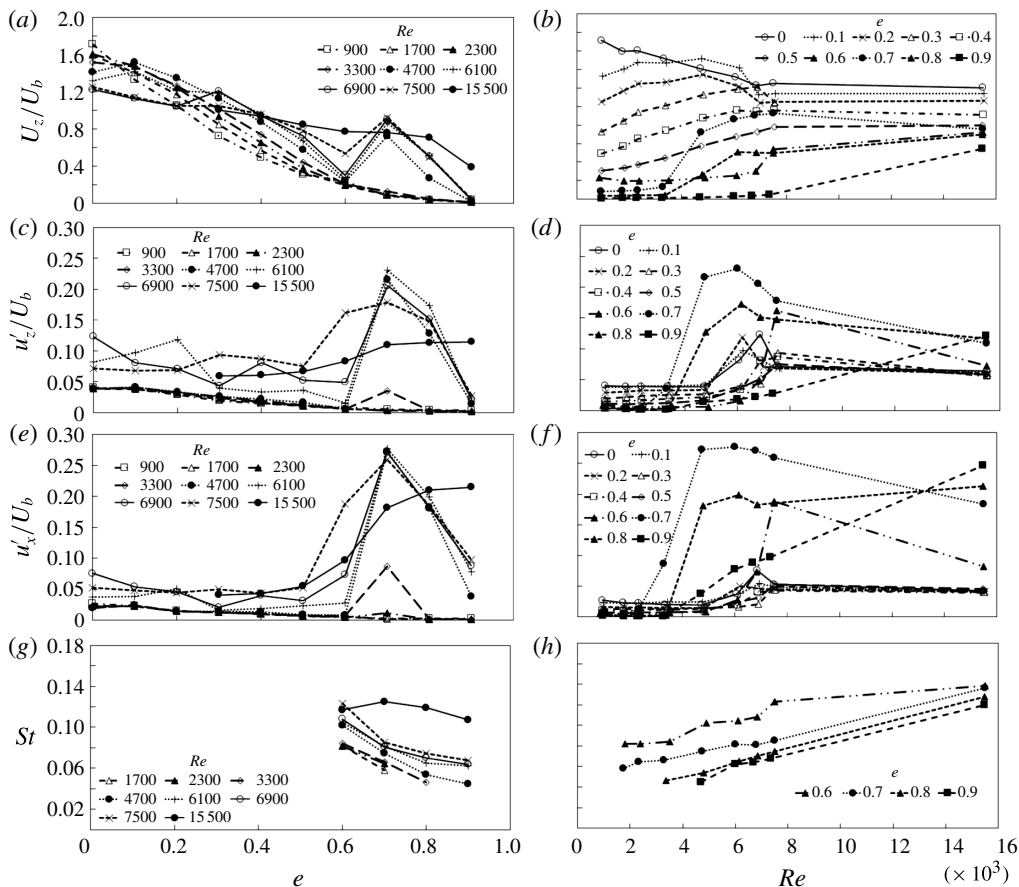 (a)
2.0
1.6
1.2
0.8
0.4
0
U_z/U_b
Re
900 1700 2300
3300 4700 6100
6900 7500 15 500
(b)
e
0 0.1 0.2 0.3 0.4
0.5 0.6 0.7 0.8 0.9
(c)
0.30
0.25
0.20
0.15
0.10
0.05
0
u′_z/U_b
Re
900 1700 2300
3300 4700 6100
6900 7500 15 500
(d)
e
0 0.1
0.2 0.3
0.4 0.5
0.6 0.7
0.8 0.9
(e)
0.30
0.25
0.20
0.15
0.10
0.05
0
u′_x/U_b
Re
900 1700 2300
3300 4700 6100
6900 7500 15 500
(f)
e
0 0.1
0.2 0.3
0.4 0.5
0.6 0.7
0.8 0.9
(g)
0.18
0.14
0.10
0.06
0.02
St
Re
1700 2300 3300
4700 6100 6900
7500 15 500
0 0.2 0.4 0.6 0.8 1.0
e
(h)
e
0.6 0.7 0.8 0.9
0 2 4 6 8 10 12 14 16
Re
(× 10³)